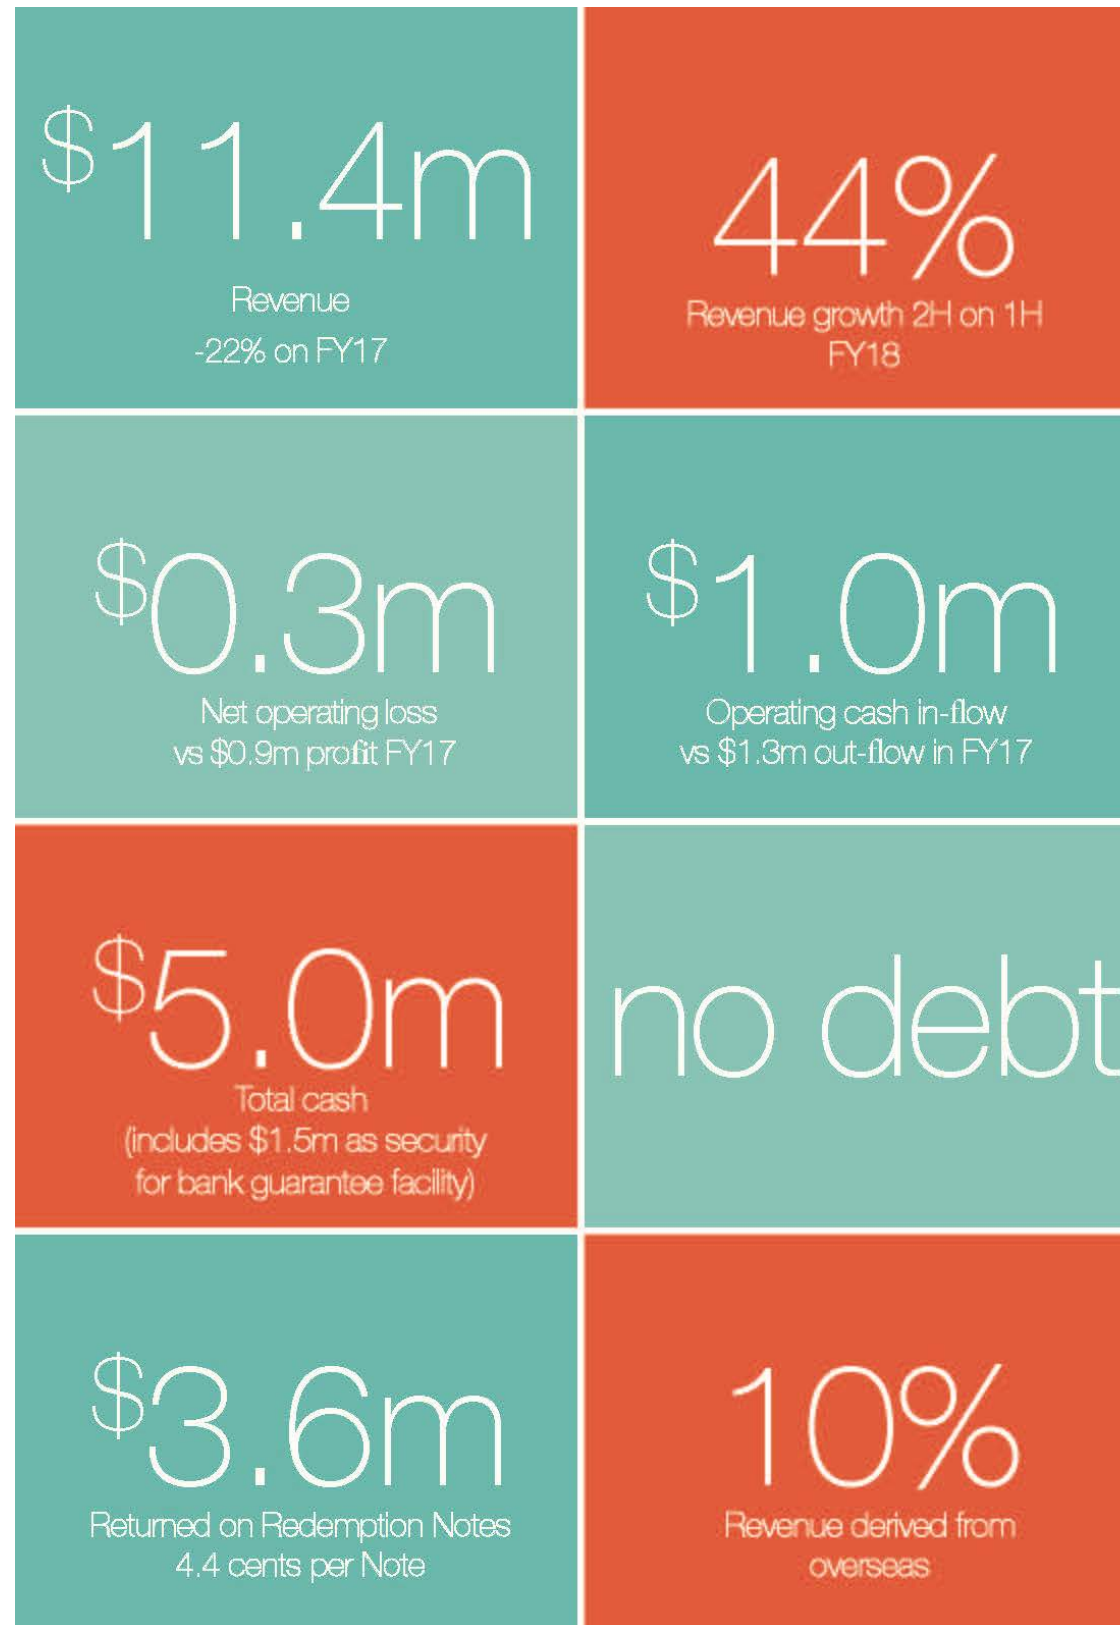 $11.4m
Revenue
-22% on FY17
44%
Revenue growth 2H on 1H
FY18
$0.3m
Net operating loss
vs $0.9m profit FY17
$1.0m
Operating cash in-flow
vs $1.3m out-flow in FY17
$5.0m
Total cash
(includes $1.5m as security
for bank guarantee facility)
no debt
$3.6m
Returned on Redemption Notes
4.4 cents per Note
10%
Revenue derived from
overseas